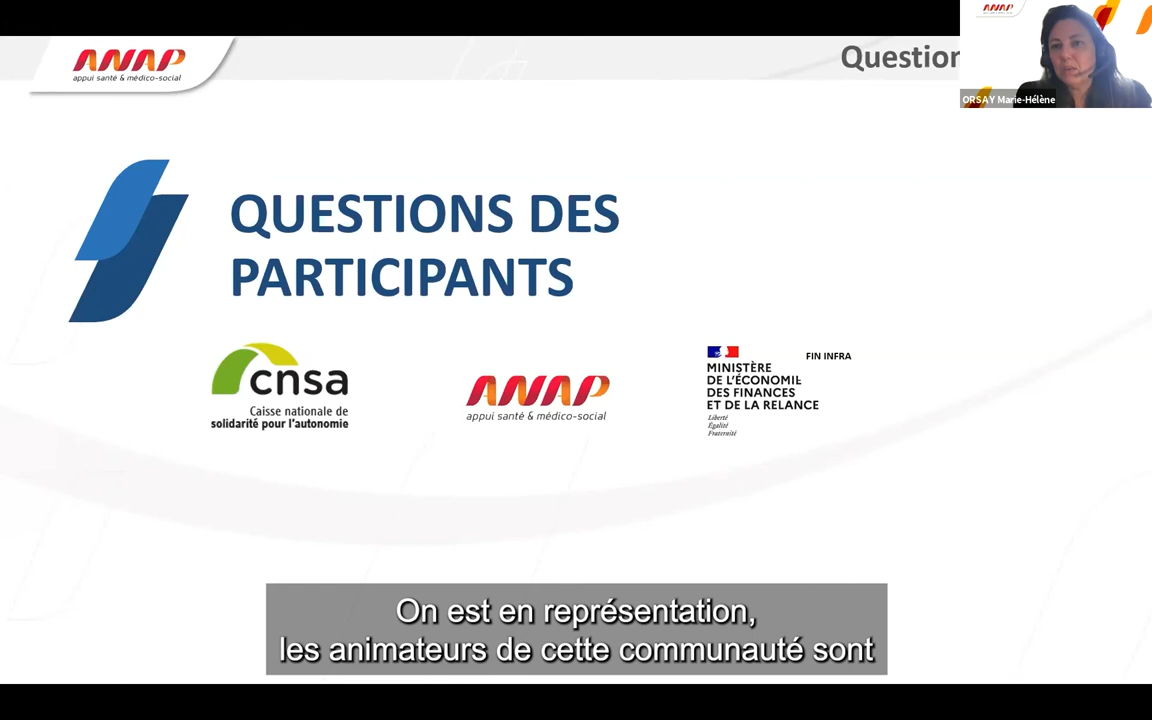 ANAP
appui santé & médico-social
Question
ANAP
ORSAY Marie-Hélène
QUESTIONS DES
PARTICIPANTS
cnsa
Caisse nationale de
solidarité pour l'autonomie
ANAP
appui santé & médico-social
FIN INFRA
MINISTÈRE
DE L'ÉCONOMIE
DES FINANCES
ET DE LA RELANCE
Liberté
Égalité
Fraternité
On est en représentation,
les animateurs de cette communauté sont